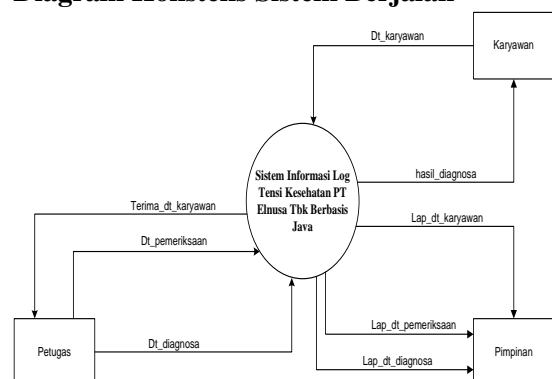 Diagram Konsteks Sistem Berjalan
Dt_karyawan
Karyawan
Sistem Informasi Log
Tensi Kesehatan PT
Elnusa Tbk Berbasis
Java
hasil_diagnosa
Terima_dt_karyawan
Lap_dt_karyawan
Dt_pemeriksaan
Lap_dt_pemeriksaan
Petugas
Dt_diagnosa
Lap_dt_diagnosa
Pimpinan